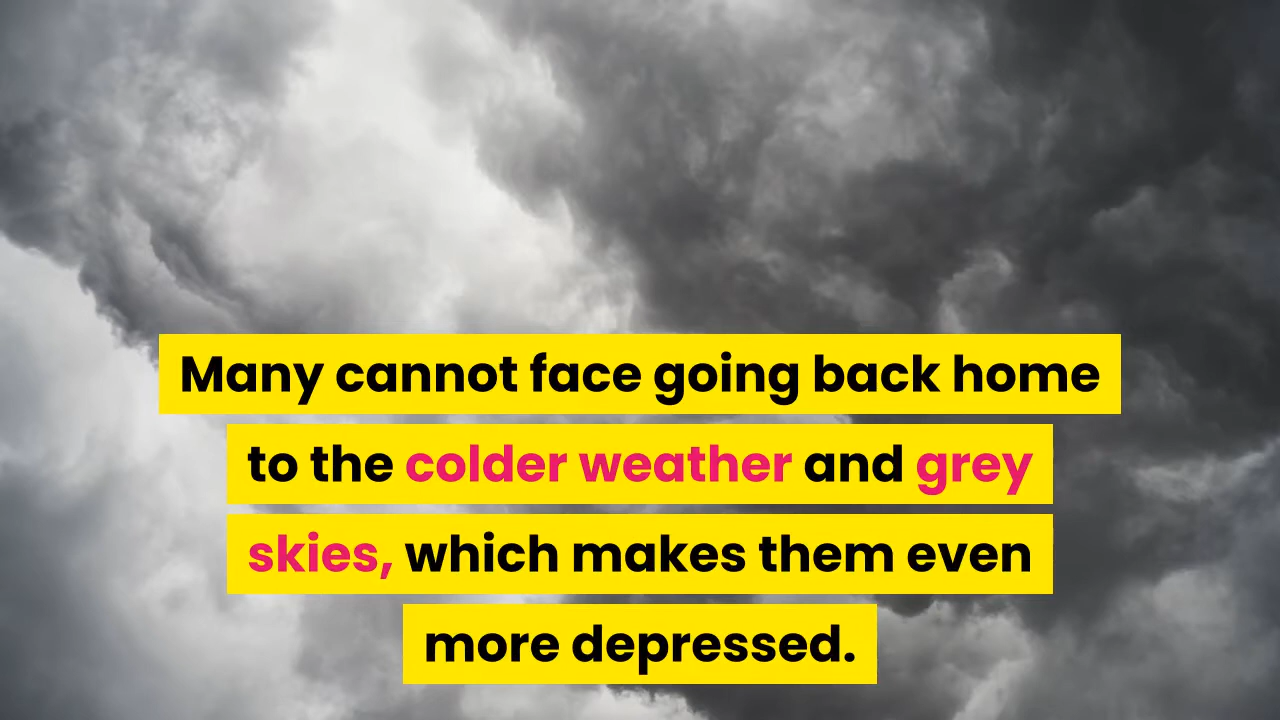 Many cannot face going back home
to the colder weather and grey
skies, which makes them even
more depressed.